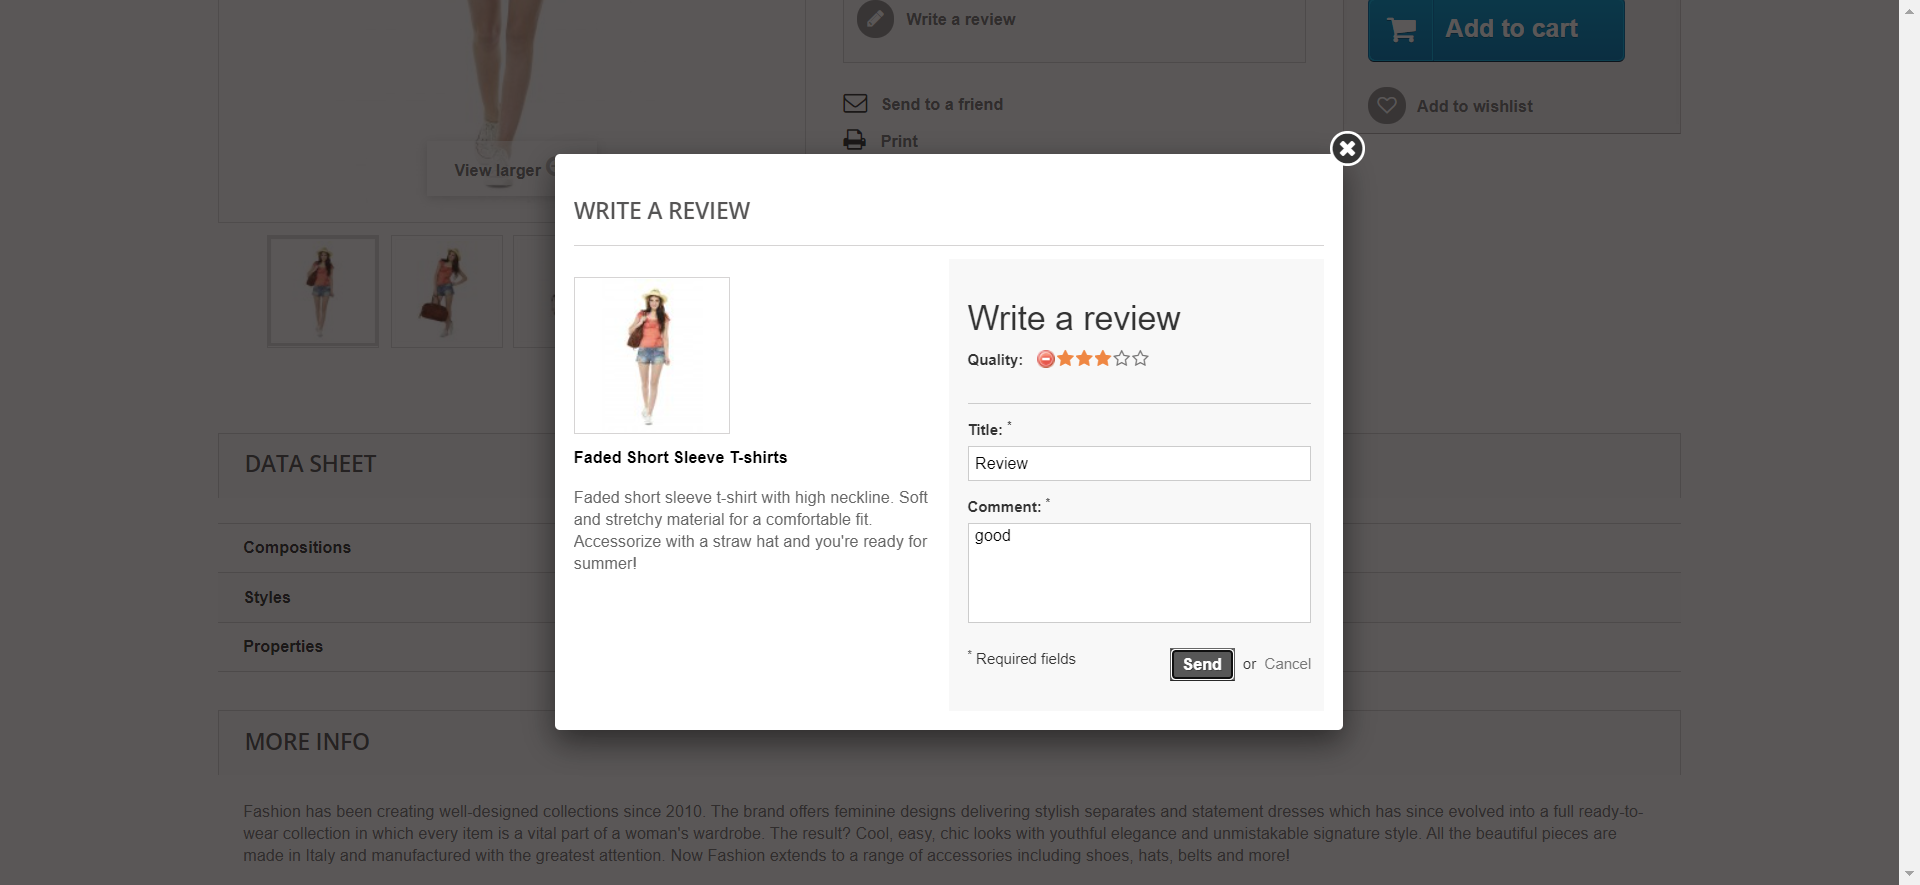 Write a review
Add to cart
Send to a friend
Add to wishlist
Print
View larger
WRITE A REVIEW
Write a review
Quality:
Title: *
Review
Comment: *
good
* Required fields
Send or Cancel
Faded Short Sleeve T-shirts
Faded short sleeve t-shirt with high neckline. Soft
and stretchy material for a comfortable fit.
Accessorize with a straw hat and you're ready for
summer!
DATA SHEET
Compositions
Styles
Properties
MORE INFO
Fashion has been creating well-designed collections since 2010. The brand offers feminine designs delivering stylish separates and statement dresses which has since evolved into a full ready-to-
wear collection in which every item is a vital part of a woman's wardrobe. The result? Cool, easy, chic looks with youthful elegance and unmistakable signature style. All the beautiful pieces are
made in Italy and manufactured with the greatest attention. Now Fashion extends to a range of accessories including shoes, hats, belts and more!